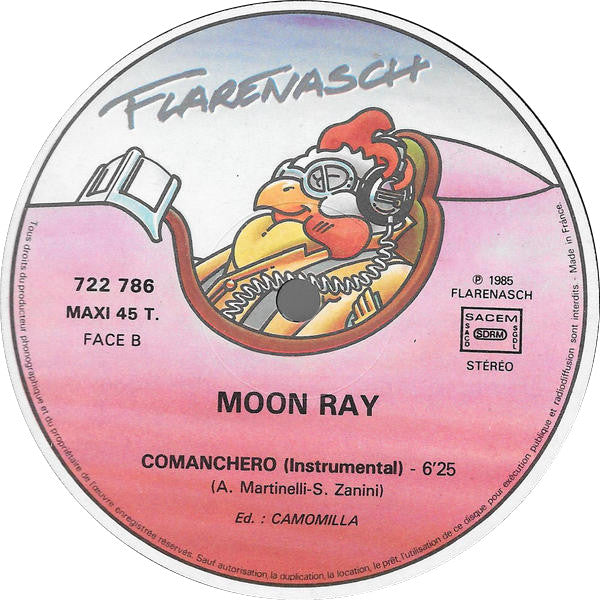 FLARENASCH
722 786
MAXI 45 T.
FACE B
℗ 1985
FLARENASCH
SACEM
SACD
SDRM
SGDL
STÉRÉO
MOON RAY
COMANCHERO (Instrumental) - 6'25
(A. Martinelli-S. Zanini)
Ed. : CAMOMILLA
Tous droits du producteur phonographique et du propriétaire de l'œuvre enregistrée réservés. Sauf autorisation, la duplication, la location, le prêt, l'utilisation de ce disque pour exécution publique et radiodiffusion sont interdits. - Made in France.